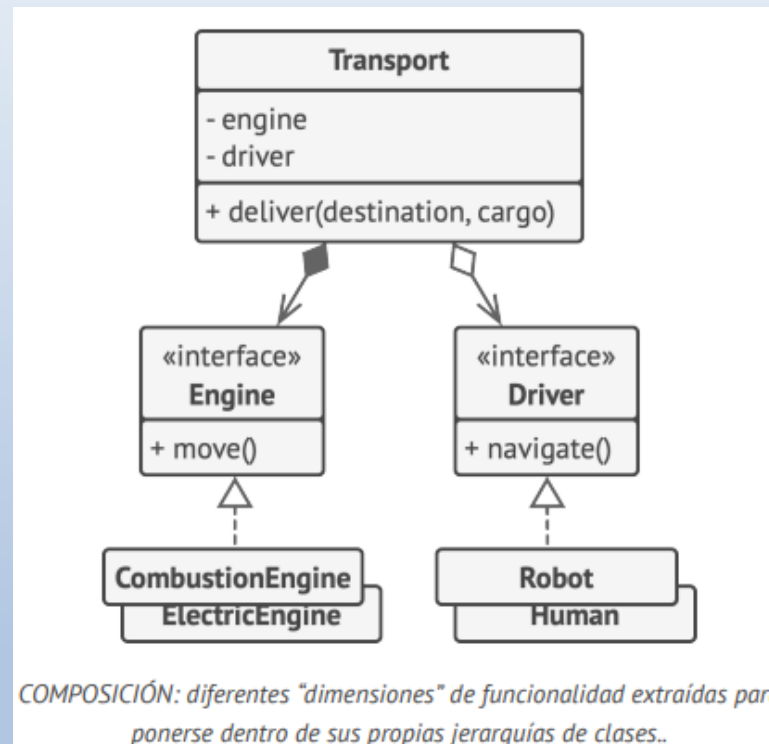 Transport
- engine
- driver
+ deliver(destination, cargo)
«interface»
Engine
+ move()
«interface»
Driver
+ navigate()
CombustionEngine
ElectricEngine
Robot
Human
COMPOSICIÓN: diferentes “dimensiones” de funcionalidad extraídas par
ponerse dentro de sus propias jerarquías de clases..